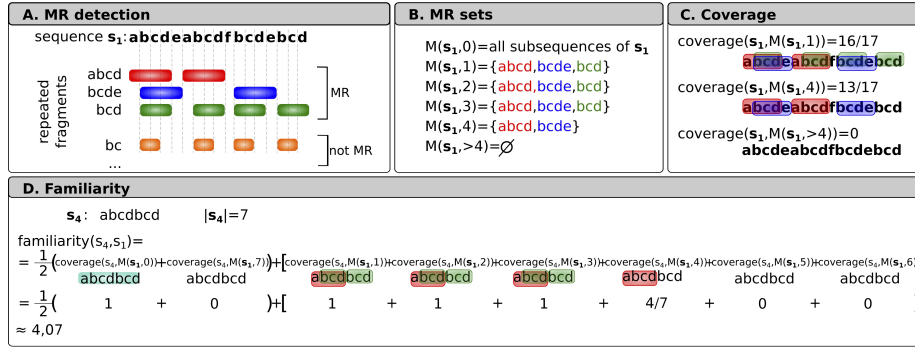 A. MR detection
sequence s1:abcdeabcdfbcdebcd
repeated fragments
abcd
bcde
bcd
MR
bc
not MR
...
B. MR sets
M(s1,0)=all subsequences of s1
M(s1,1)={abcd,bcde,bcd}
M(s1,2)={abcd,bcde,bcd}
M(s1,3)={abcd,bcde,bcd}
M(s1,4)={abcd,bcde}
M(s1,>4)=∅
C. Coverage
coverage(s1,M(s1,1))=16/17
abcdeabcdfbcdebcd
coverage(s1,M(s1,4))=13/17
abcdeabcdfbcdebcd
coverage(s1,M(s1,>4))=0
abcdeabcdfbcdebcd
D. Familiarity
s4: abcdbcd |s4|=7
familiarity(s4,s1)=
= 1/2(coverage(s4,M(s1,0))+coverage(s4,M(s1,7)))+[coverage(s4,M(s1,1))+coverage(s4,M(s1,2))+coverage(s4,M(s1,3))+coverage(s4,M(s1,4))+coverage(s4,M(s1,5))+coverage(s4,M(s1,6)
abcdbcd abcdbcd abcdbcd abcdbcd abcdbcd abcdbcd abcdbcd abcdbcd
= 1/2( 1 + 0 )+[ 1 + 1 + 1 + 4/7 + 0 + 0
≈ 4,07